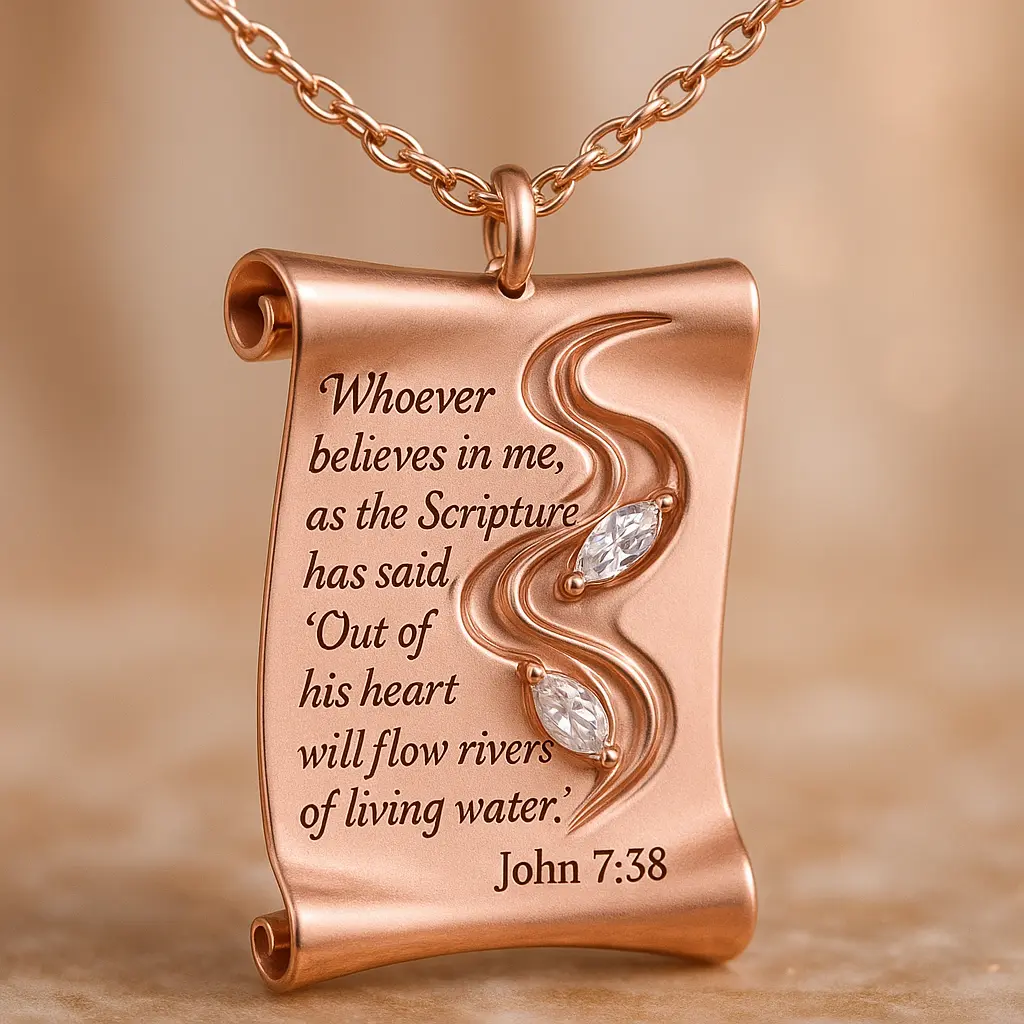 Whoever
believes in me,
as the Scripture
has said,
‘Out of
his heart
will flow rivers
of living water.’
John 7:38